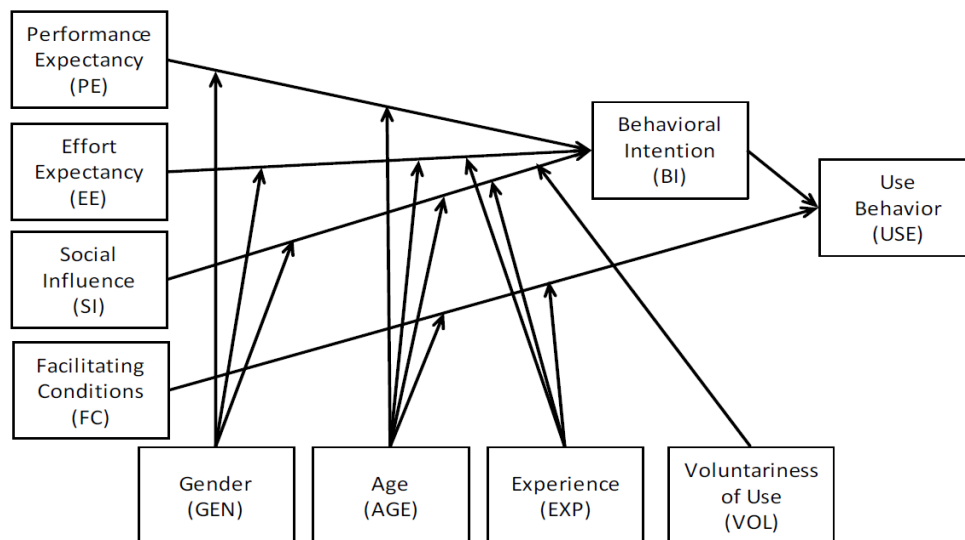 Performance
Expectancy
(PE)
Effort
Expectancy
(EE)
Social
Influence
(SI)
Facilitating
Conditions
(FC)
Behavioral
Intention
(BI)
Use
Behavior
(USE)
Gender
(GEN)
Age
(AGE)
Experience
(EXP)
Voluntariness
of Use
(VOL)